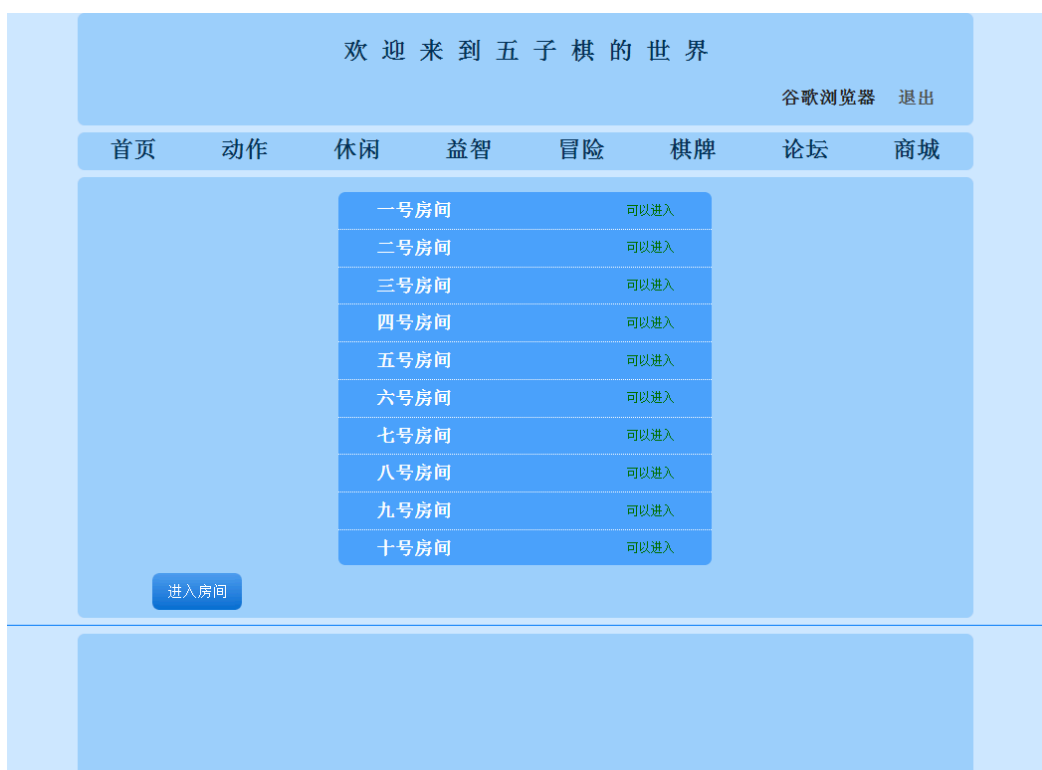 欢迎来到五子棋的世界
谷歌浏览器 退出
首页 动作 休闲 益智 冒险 棋牌 论坛 商城
一号房间 可以进入
二号房间 可以进入
三号房间 可以进入
四号房间 可以进入
五号房间 可以进入
六号房间 可以进入
七号房间 可以进入
八号房间 可以进入
九号房间 可以进入
十号房间 可以进入
进入房间